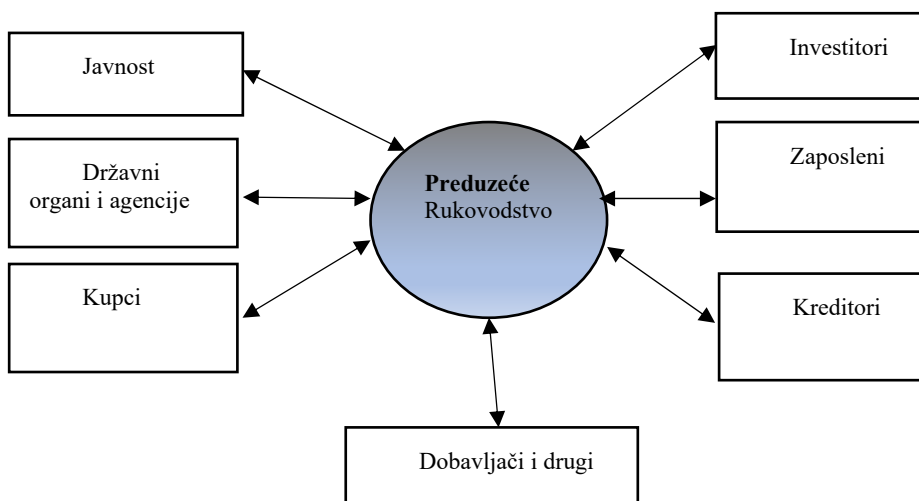 Javnost
Investitori
Državni
organi i agencije
Preduzeće
Rukovodstvo
Zaposleni
Kupci
Kreditori
Dobavljači i drugi